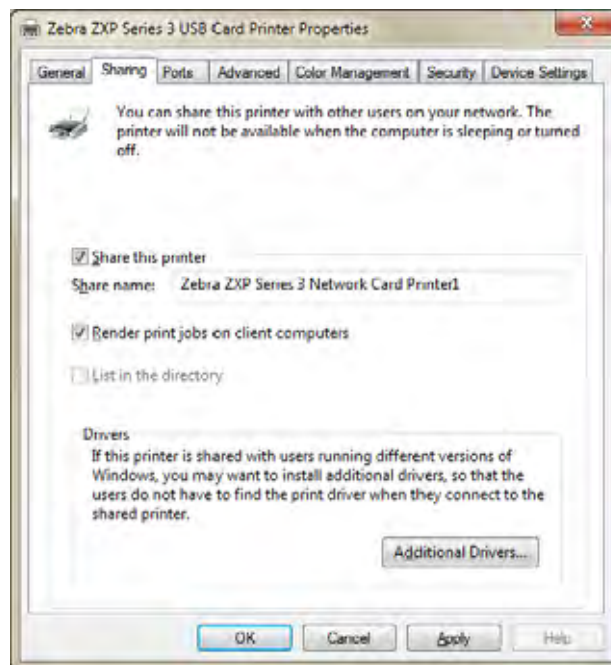 Zebra ZXP Series 3 USB Card Printer Properties
General Sharing Ports Advanced Color Management Security Device Settings
You can share this printer with other users on your network. The
printer will not be available when the computer is sleeping or turned
off.
Share this printer
Share name: Zebra ZXP Series 3 Network Card Printer1
Render print jobs on client computers
List in the directory
Drivers
If this printer is shared with users running different versions of
Windows, you may want to install additional drivers, so that the
users do not have to find the print driver when they connect to the
shared printer.
Additional Drivers...
OK Cancel Apply Help